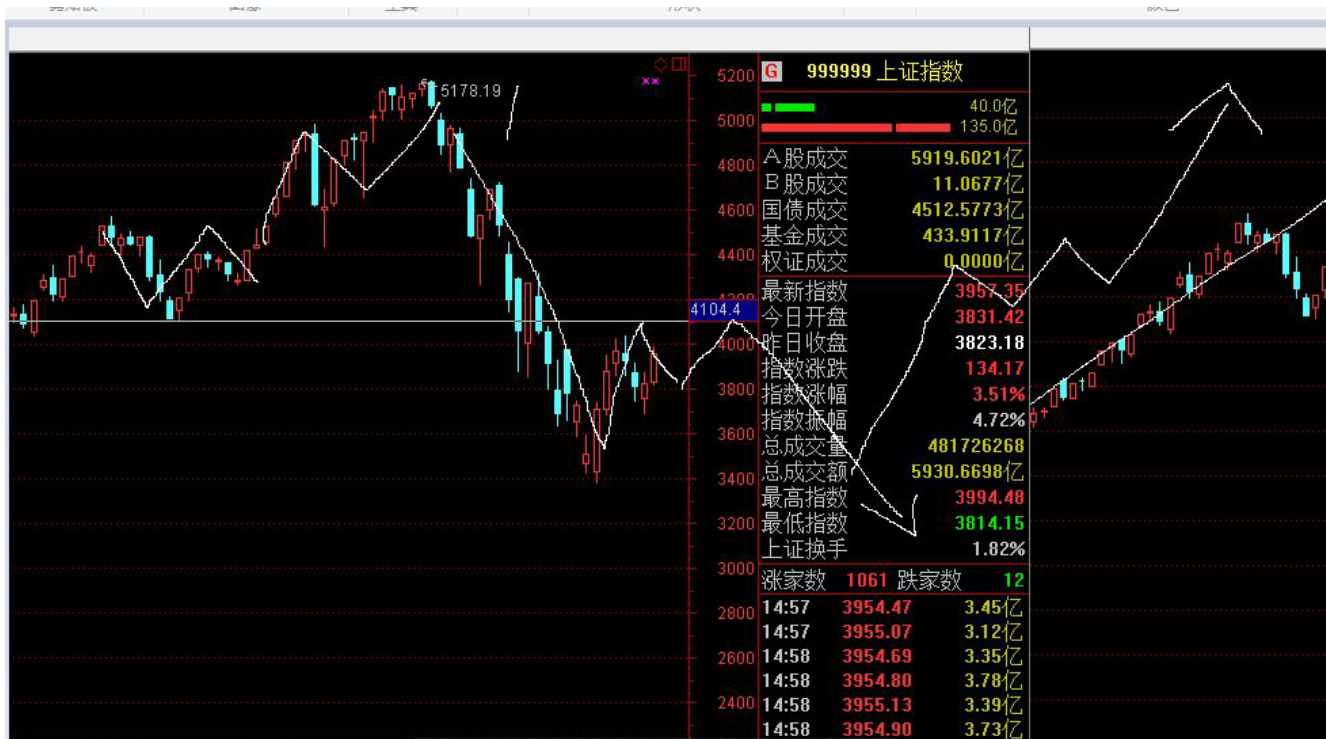 5178.19
5200
5000
4800
4600
4400
4200
4104.4
4000
3800
3600
3400
3200
3000
2800
2600
2400
G 999999 上证指数
40.0亿
135.0亿
A股成交 5919.6021亿
B股成交 11.0677亿
国债成交 4512.5773亿
基金成交 433.9117亿
权证成交 0.0000亿
最新指数 3957.35
今日开盘 3831.42
昨日收盘 3823.18
指数涨跌 134.17
指数涨幅 3.51%
指数振幅 4.72%
总成交量 481726268
总成交额 5930.6698亿
最高指数 3994.48
最低指数 3814.15
上证换手 1.82%
涨家数 1061 跌家数 12
14:57 3954.47 3.45亿
14:57 3955.07 3.12亿
14:58 3954.69 3.35亿
14:58 3954.80 3.78亿
14:58 3955.13 3.39亿
14:58 3954.90 3.73亿